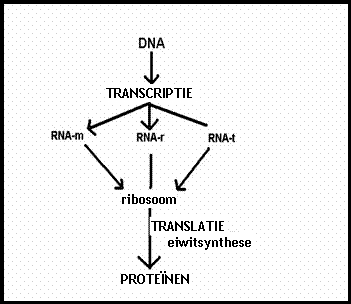 DNA
TRANSCRIPTIE
RNA-m RNA-r RNA-t
ribosoom
TRANSLATIE
eiwitsynthese
PROTEÏNEN